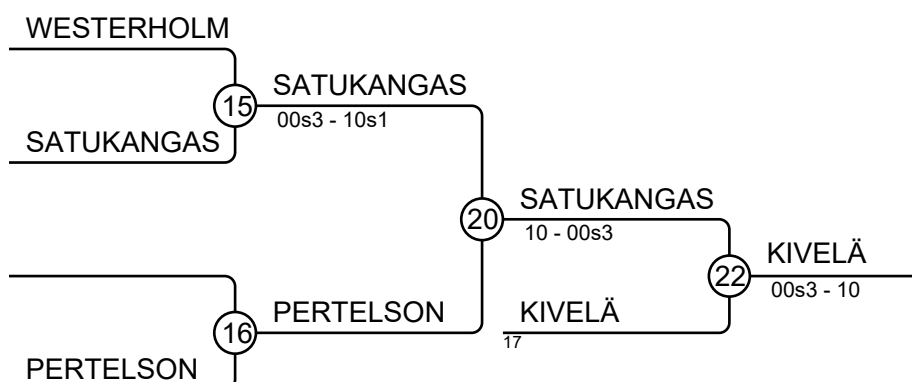 WESTERHOLM
15
SATUKANGAS
00s3 - 10s1
SATUKANGAS
20
SATUKANGAS
10 - 00s3
22
KIVELÄ
00s3 - 10
16
PERTELSON
KIVELÄ
17
PERTELSON